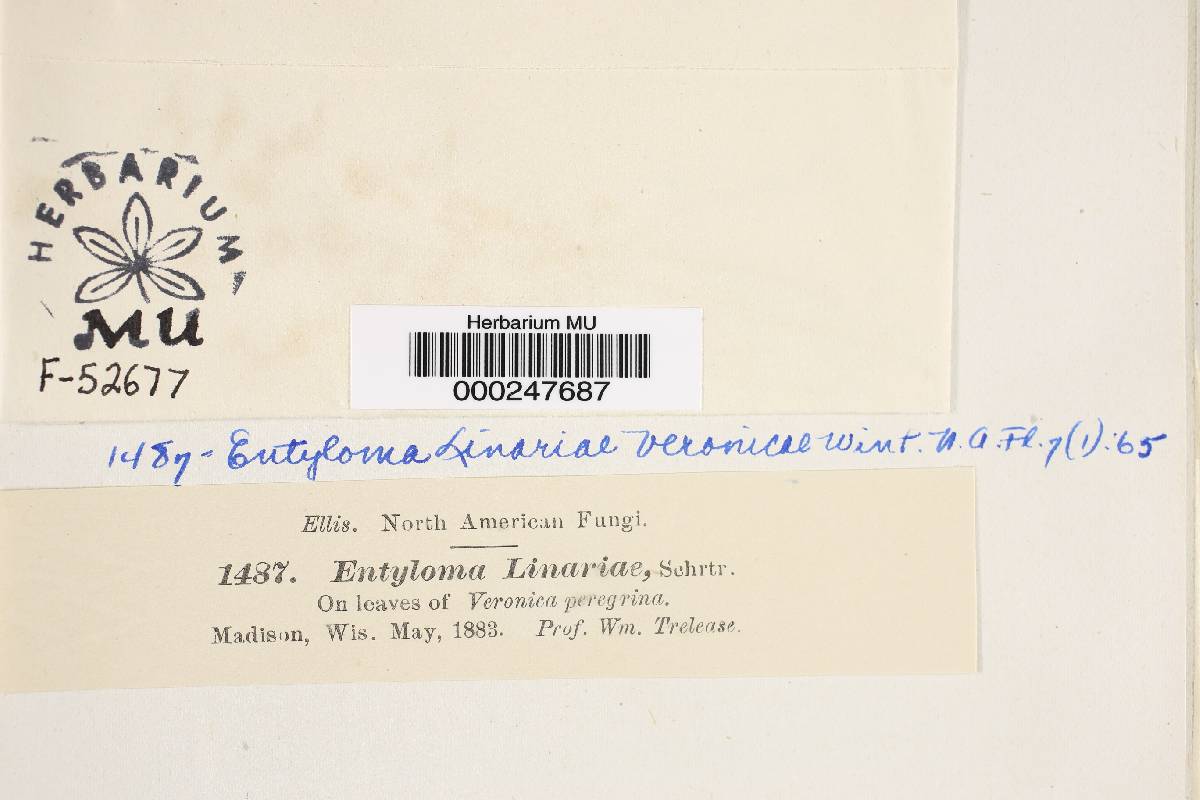 HERBARIUM,
MU
F-52677
Herbarium MU
000247687
1487- Entyloma Linariae Veronicae Wint. N.A.Fl. 7(1):65
Ellis. North American Fungi.
1487. Entyloma Linariae, Schrtr.
On leaves of Veronica peregrina.
Madison, Wis. May, 1883. Prof. Wm. Trelease.